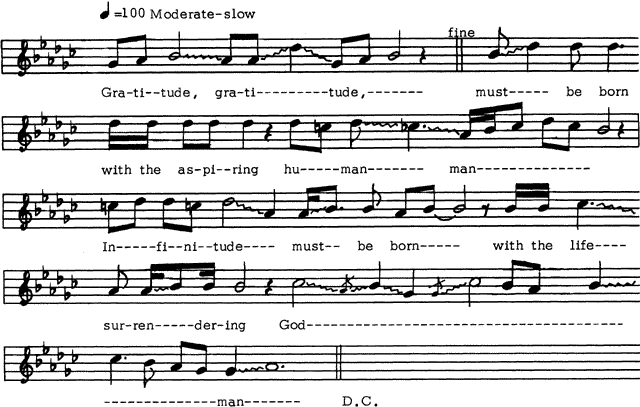 ♩=100 Moderate-slow
fine
Gra-ti--tude, gra-ti----------tude,------- must----- be born
with the as-pi--ring hu-----man------- man--------------
In-----fi--ni-tude---- must-- be born----- with the life----
sur-ren-----der-ing God---------------------------------------
--------------man------- D.C.